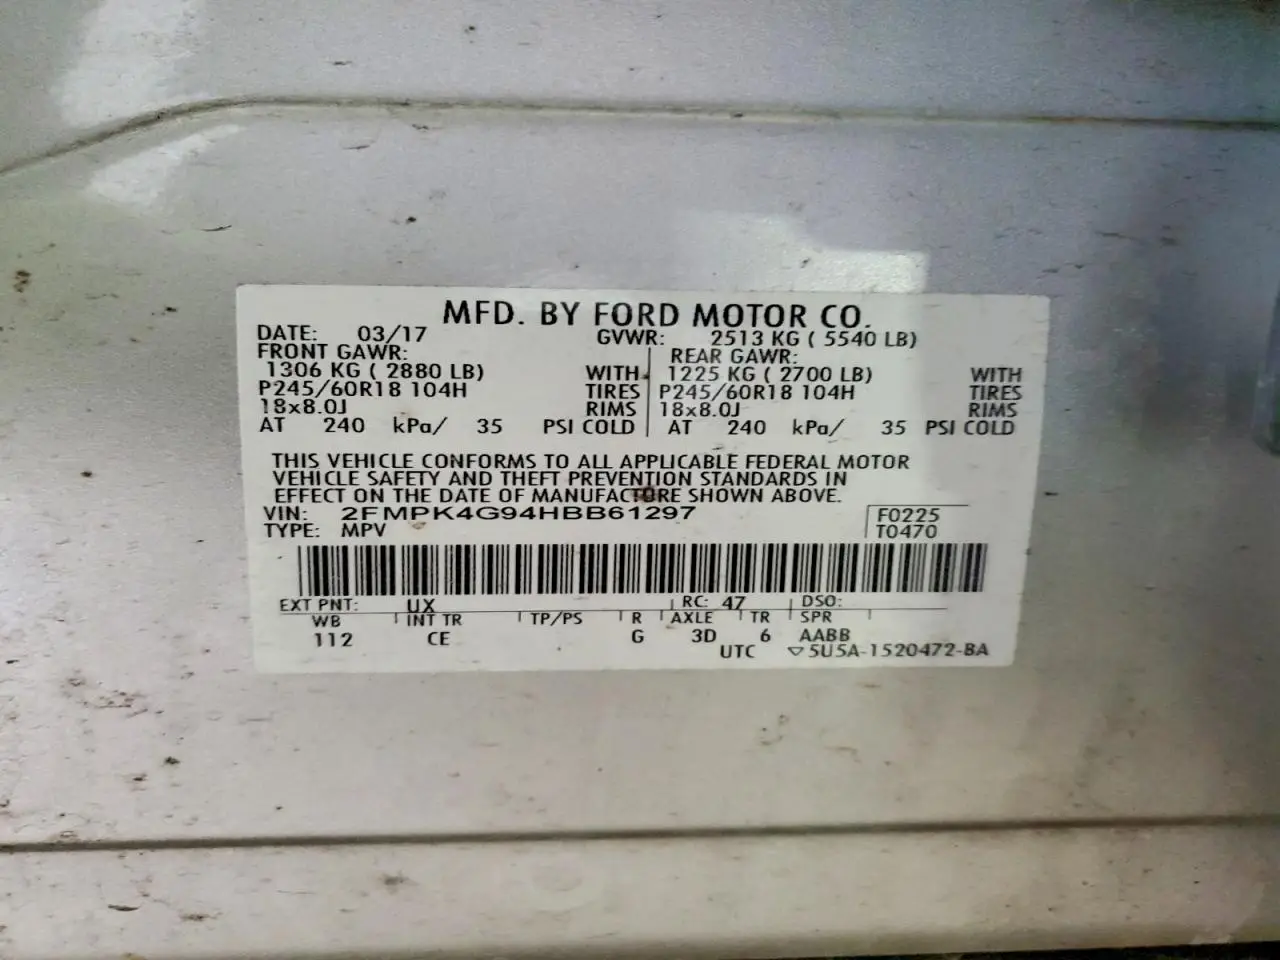 MFD. BY FORD MOTOR CO.
DATE: 03/17 GVWR: 2513 KG ( 5540 LB)
FRONT GAWR: REAR GAWR:
1306 KG ( 2880 LB) WITH 1225 KG ( 2700 LB) WITH
P245/60R18 104H TIRES P245/60R18 104H TIRES
18x8.0J RIMS 18x8.0J RIMS
AT 240 kPa/ 35 PSI COLD AT 240 kPa/ 35 PSI COLD
THIS VEHICLE CONFORMS TO ALL APPLICABLE FEDERAL MOTOR
VEHICLE SAFETY AND THEFT PREVENTION STANDARDS IN
EFFECT ON THE DATE OF MANUFACTURE SHOWN ABOVE.
VIN: 2FMPK4G94HBB61297 F0225
TYPE: MPV T0470
EXT PNT: UX RC: 47 DSO:
WB INT TR TP/PS R AXLE TR SPR
112 CE G 3D 6 AABB
UTC ▽5U5A-1520472-BA